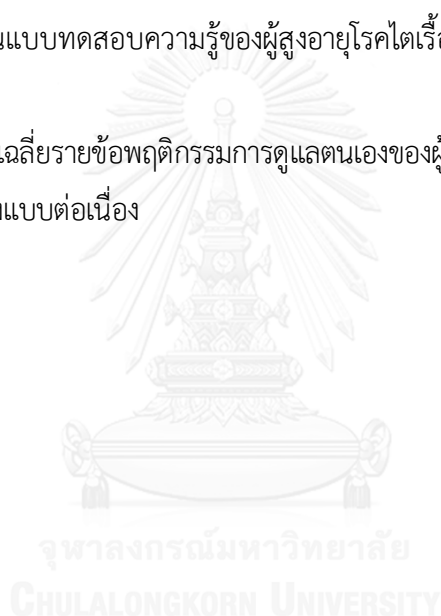 นแบบทดสอบความรู้ของผู้สูงอายุโรคไตเรื้อ
เฉลี่ยรายข้อพฤติกรรมการดูแลตนเองของผู้
แบบต่อเนื่อง
จุฬาลงกรณ์มหาวิทยาลัย
CHULALONGKORN UNIVERSITY